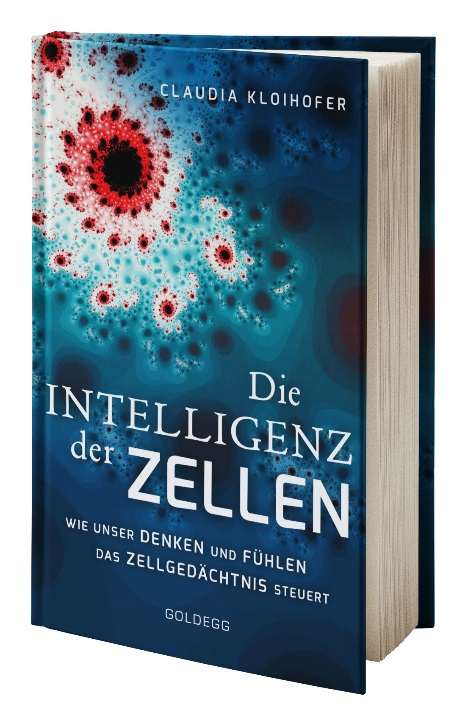 CLAUDIA KLOIHOFER
Die
INTELLIGENZ
der ZELLEN
WIE UNSER DENKEN UND FÜHLEN
DAS ZELLGEDÄCHTNIS STEUERT
GOLDEGG